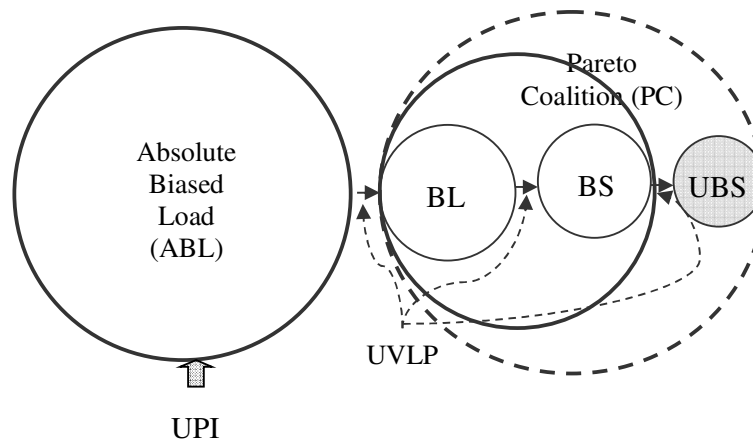 Absolute
Biased
Load
(ABL)
Pareto
Coalition (PC)
BL
BS
UBS
UVLP
UPI